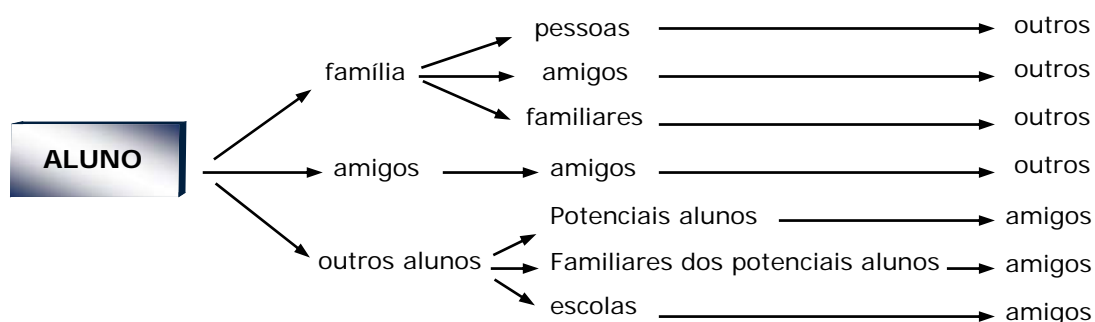 pessoas outros
família amigos outros
familiares outros
ALUNO
amigos amigos outros
Potenciais alunos amigos
outros alunos Familiares dos potenciais alunos amigos
escolas amigos